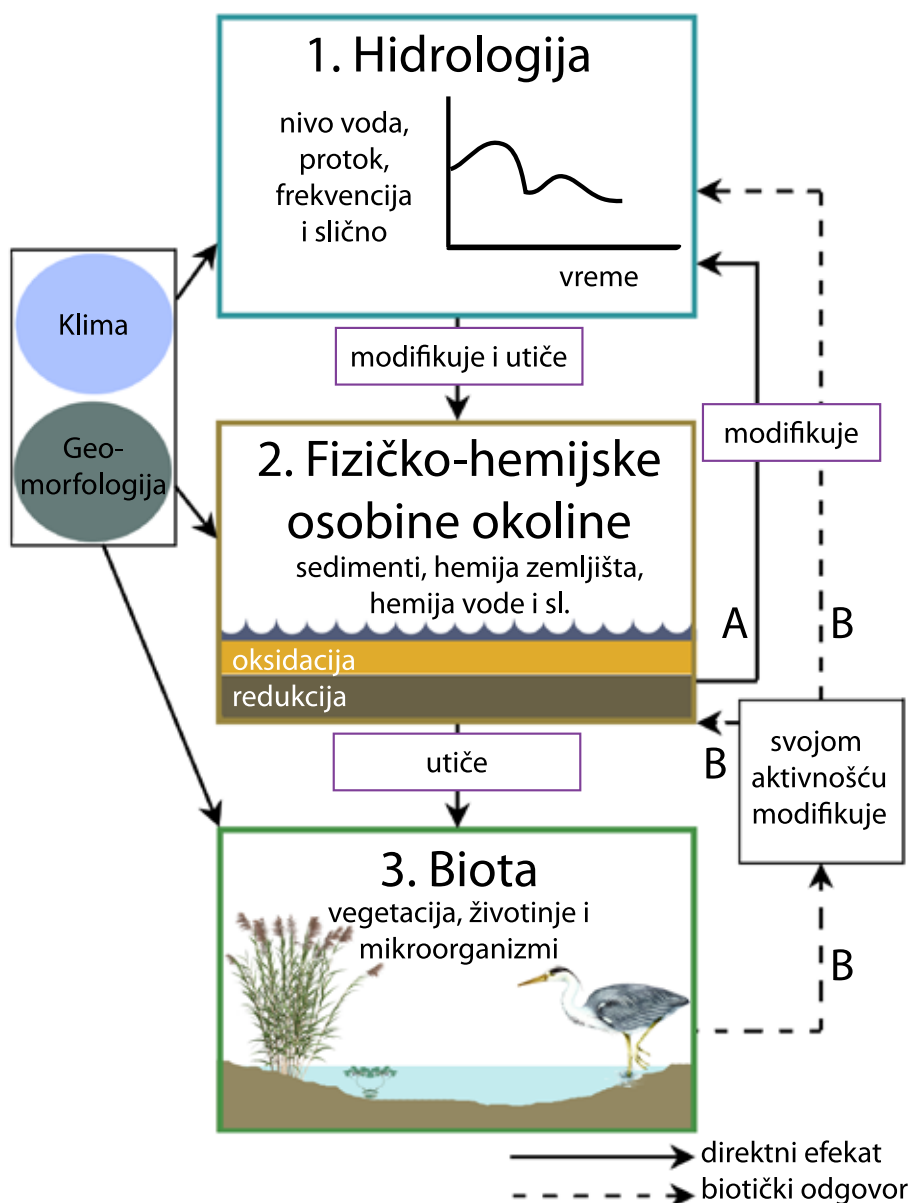 1. Hidrologija
nivo voda,
protok,
frekvencija
i slično
vreme
Klima
Geo-
morfologija
modifikuje i utiče
modifikuje
2. Fizičko-hemijske
osobine okoline
sedimenti, hemija zemljišta,
hemija vode i sl.
oksidacija
redukcija
A
B
B
svojom
aktivnošću
modifikuje
utiče
3. Biota
vegetacija, životinje i
mikroorganizmi
B
direktni efekat
biotički odgovor